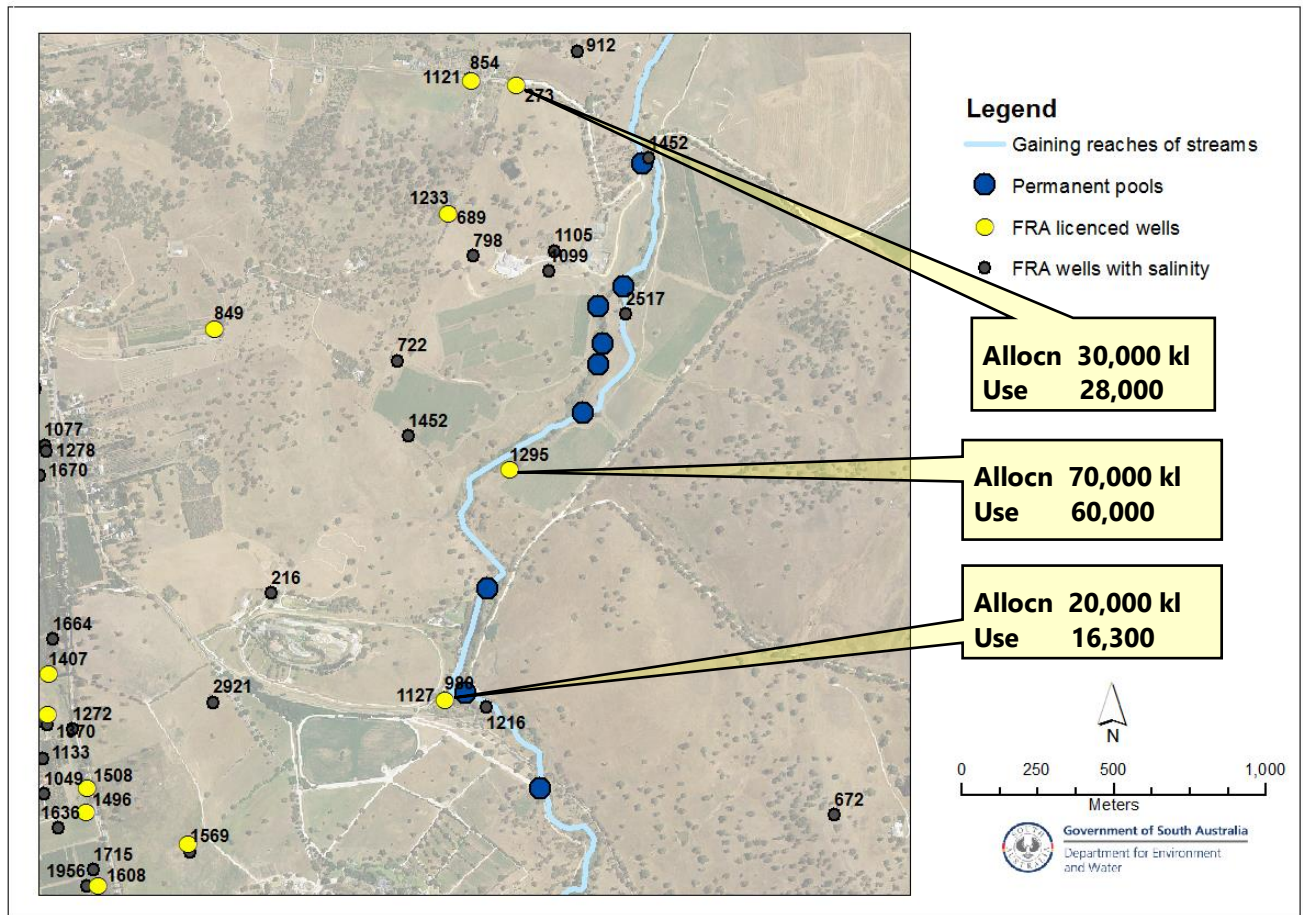 912
854
1121
273
1452
1233
689
798
1105
1099
2517
849
722
1452
1077
1278
1670
1295
216
1664
1407
2921
1127
989
1216
1272
1370
1133
1508
1049
1496
1636
1569
672
1715
1956
1608
Legend
Gaining reaches of streams
Permanent pools
FRA licenced wells
FRA wells with salinity
Allocn 30,000 kl
Use 28,000
Allocn 70,000 kl
Use 60,000
Allocn 20,000 kl
Use 16,300
N
0 250 500 1,000
Meters
SOUTH
AUSTRALIA
Government of South Australia
Department for Environment
and Water